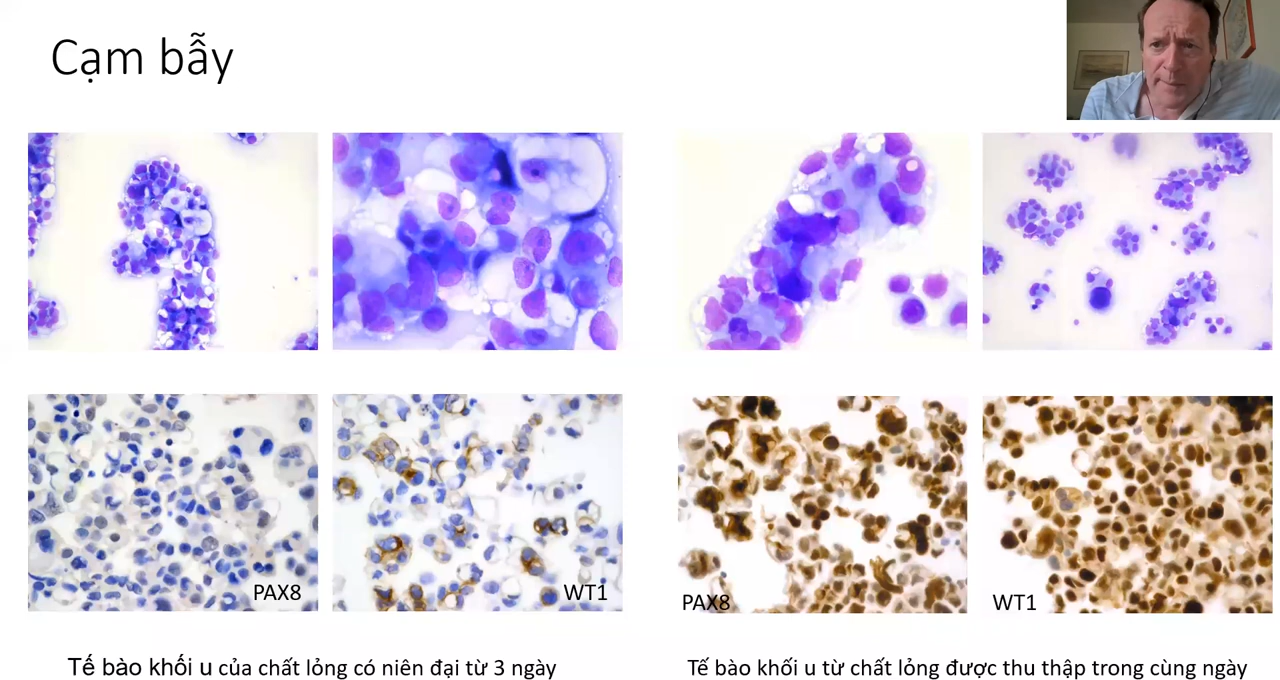 Cạm bẫy
PAX8
WT1
PAX8
WT1
Tế bào khối u của chất lỏng có niên đại từ 3 ngày
Tế bào khối u từ chất lỏng được thu thập trong cùng ngày